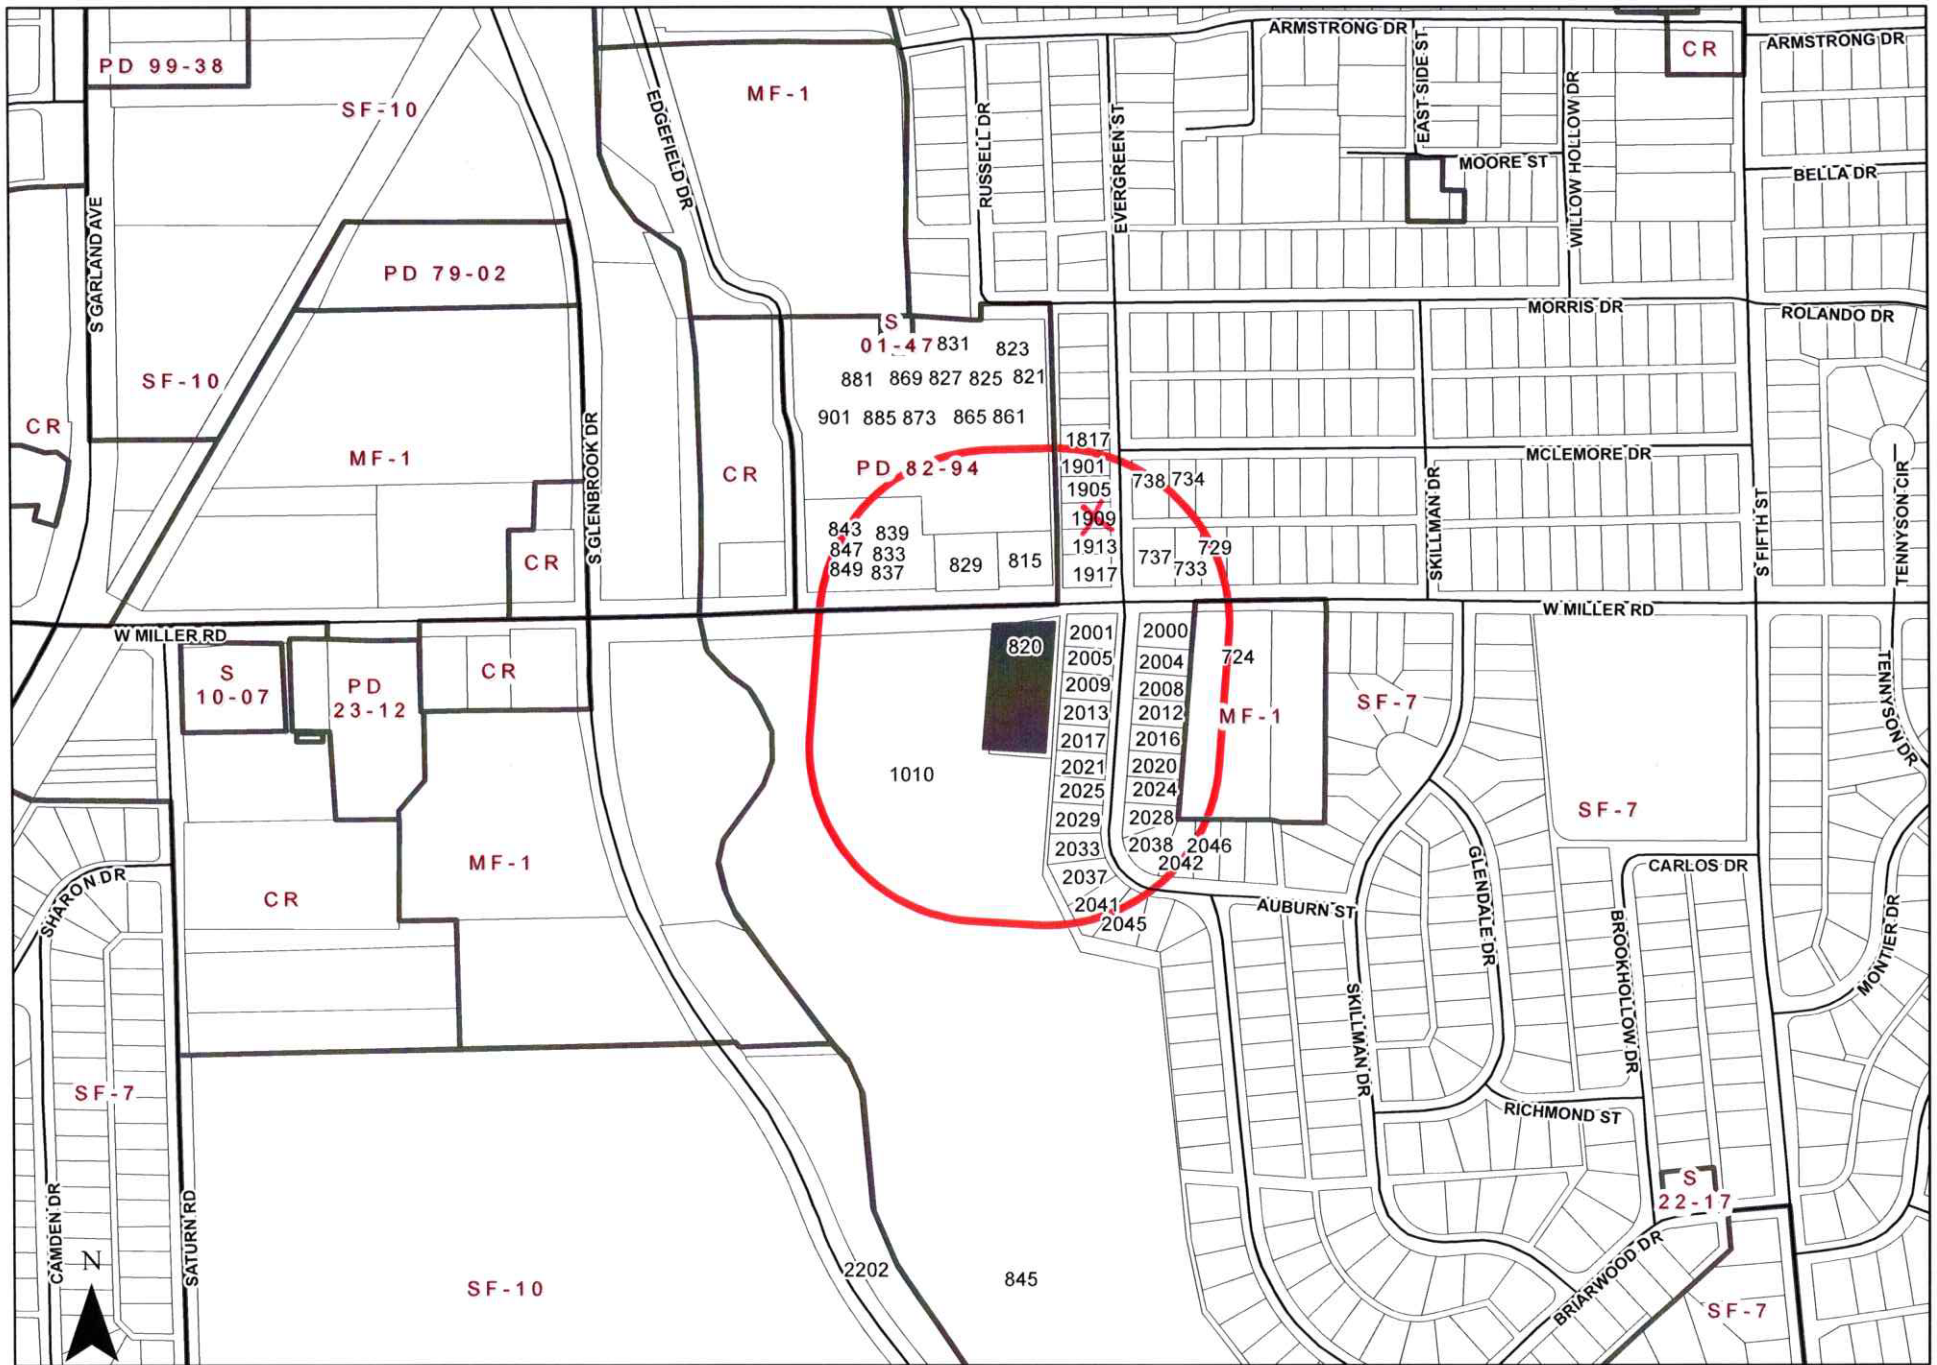 ARMSTRONG DR
CR
ARMSTRONG DR
PD 99-38
MF-1
SF-10
EDGEFIELD DR
RUSSELL DR
EVERGREEN ST
EAST SIDE ST
WILLOW HOLLOW DR
MOORE ST
BELLA DR
S GARLAND AVE
PD 79-02
MORRIS DR
ROLANDO DR
S
01-47
831
823
SF-10
881
869
827
825
821
901
885
873
865
861
CR
S GLENBROOK DR
1817
MF-1
CR
PD 82-94
1901
MCLEMORE DR
738
734
1905
SKILLMAN DR
S FIFTH ST
TENNYSON CIR
1909
843
839
1913
729
847
833
737
CR
829
815
733
849
837
1917
W MILLER RD
W MILLER RD
820
2001
2000
S
10-07
PD
23-12
CR
2005
2004
724
TENNYSON DR
2009
2008
SF-7
2013
2012
MF-1
2017
2016
1010
2021
2020
2025
2024
SF-7
2029
2028
2033
2038
2046
MF-1
2042
CARLOS DR
SHARON DR
2037
GLENDALE DR
CR
2041
AUBURN ST
2045
BROOKHOLLOW DR
MONTIER DR
SKILLMAN DR
SF-7
RICHMOND ST
S
22-17
CAMDEN DR
SATURN RD
N
BRIARWOOD DR
2202
845
SF-10
SF-7